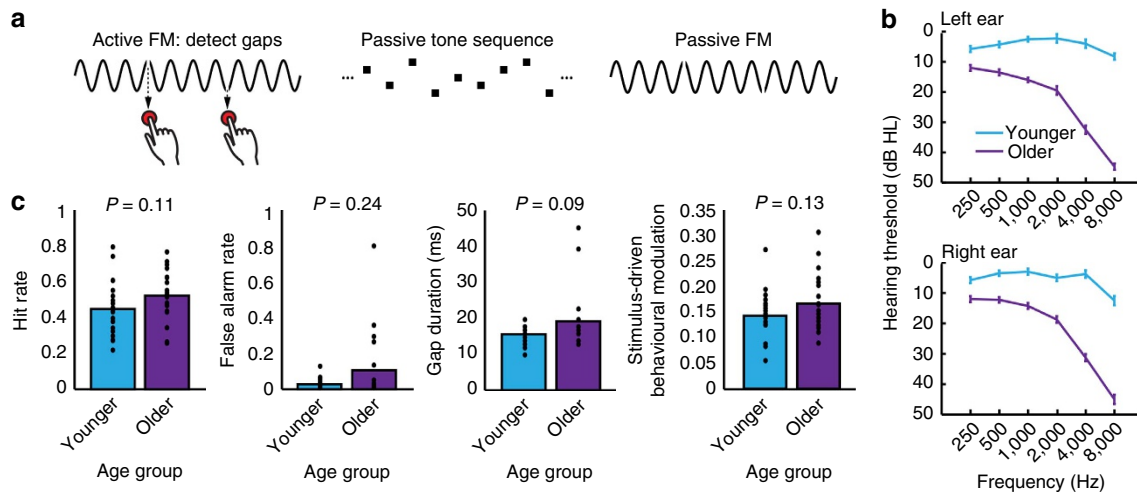 a
Active FM: detect gaps
Passive tone sequence
Passive FM
... ...
b
Left ear
0
10
20
30
40
50
Younger
Older
250 500 1,000 2,000 4,000 8,000
Hearing threshold (dB HL)
Right ear
0
10
20
30
40
50
250 500 1,000 2,000 4,000 8,000
Frequency (Hz)
c
P = 0.11
Hit rate
1
0.8
0.6
0.4
0.2
0
Younger Older
Age group
P = 0.24
False alarm rate
1
0.8
0.6
0.4
0.2
0
Younger Older
Age group
P = 0.09
Gap duration (ms)
50
40
30
20
10
0
Younger Older
Age group
P = 0.13
Stimulus-driven
behavioural modulation
0.35
0.30
0.25
0.20
0.15
0.10
0.05
0
Younger Older
Age group